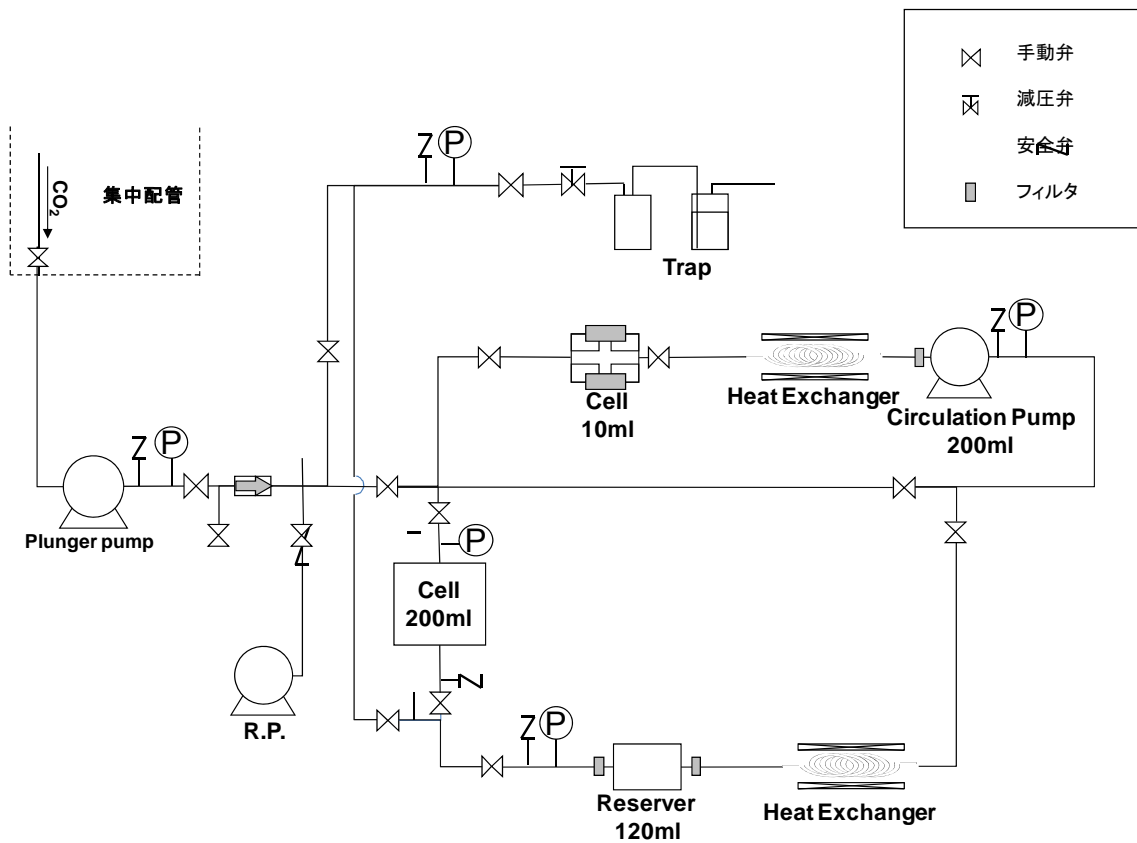 手動弁
減圧弁
安全弁
フィルタ
CO2
集中配管
P
Trap
P
Cell
10ml
Heat Exchanger
Circulation Pump
200ml
P
Plunger pump
P
Cell
200ml
R.P.
P
Reserver
120ml
Heat Exchanger